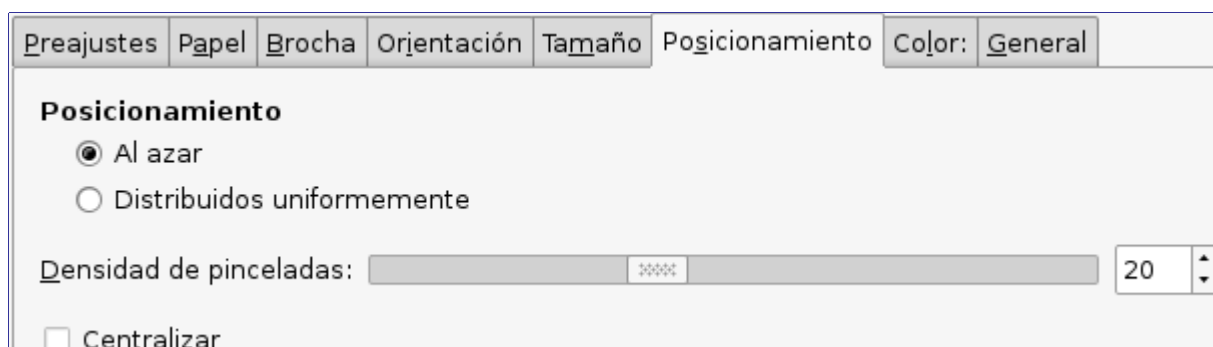 Preajustes Papel Brocha Orientación Tamaño Posicionamiento Color: General
Posicionamiento
Al azar
Distribuidos uniformemente
Densidad de pinceladas: 20
Centralizar